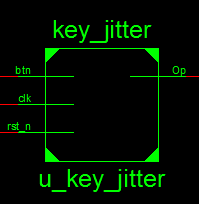 key_jitter
btn Op
clk
rst_n
u_key_jitter